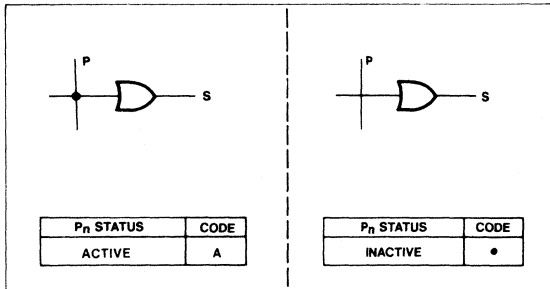 P
S
Pn STATUS CODE
ACTIVE A
P
S
Pn STATUS CODE
INACTIVE •